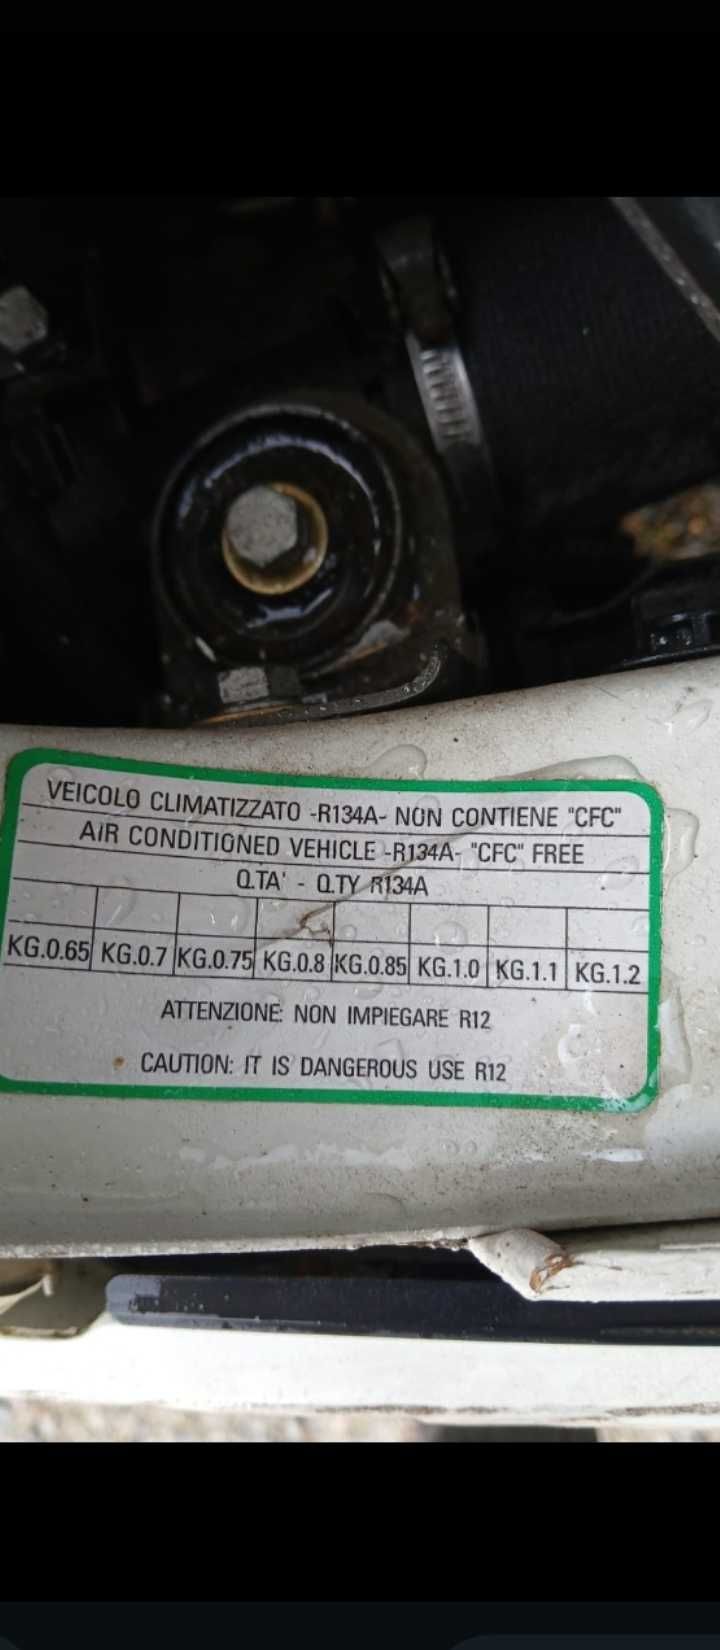 VEICOLO CLIMATIZZATO -R134A- NON CONTIENE "CFC"
AIR CONDITIONED VEHICLE -R134A- "CFC" FREE
Q.TA' - Q.TY R134A
KG.0.65 KG.0.7 KG.0.75 KG.0.8 KG.0.85 KG.1.0 KG.1.1 KG.1.2
ATTENZIONE: NON IMPIEGARE R12
CAUTION: IT IS DANGEROUS USE R12